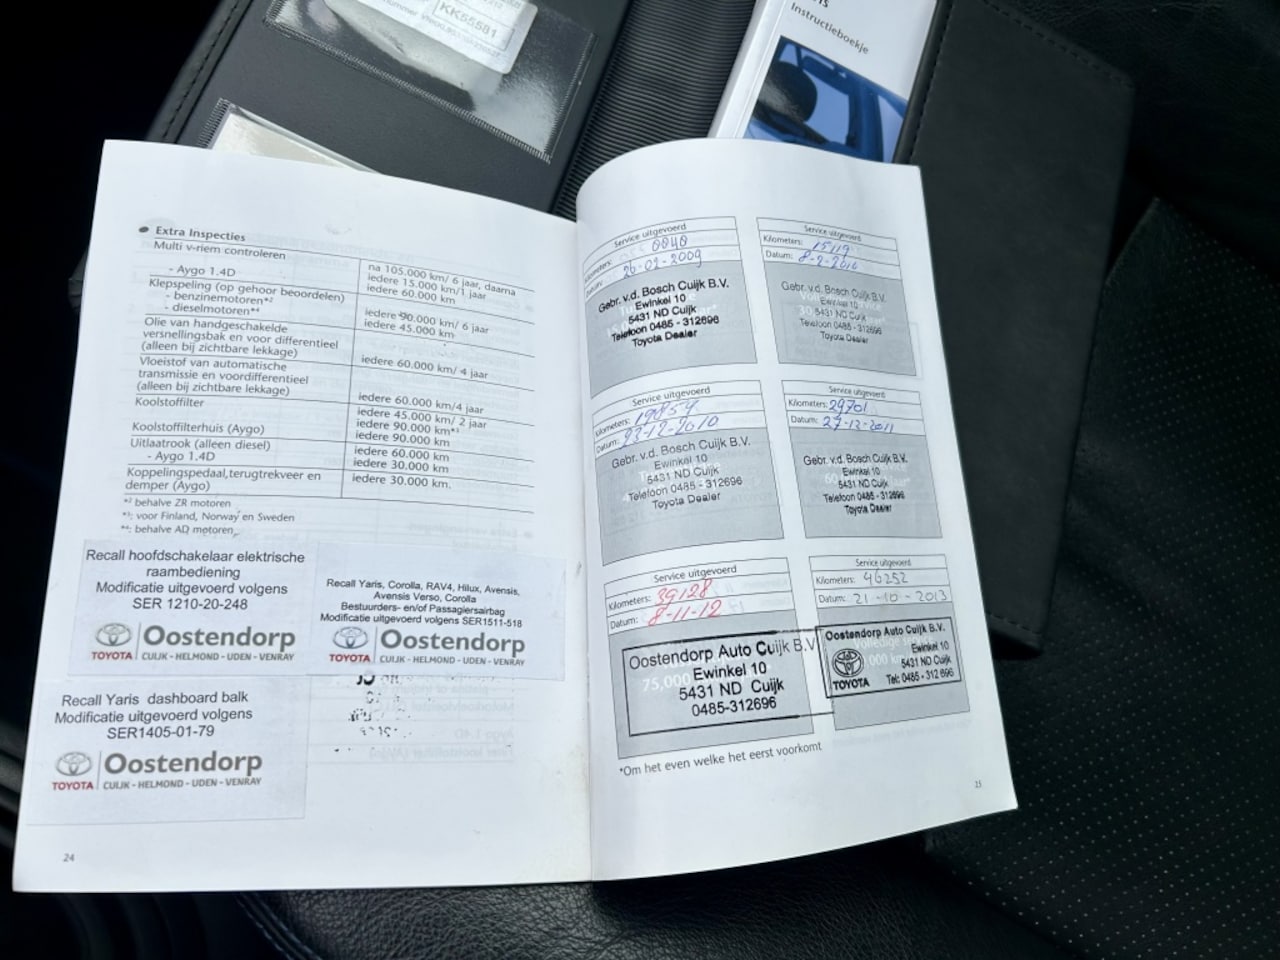 KK55581
Instructieboekje
Extra Inspecties
Multi v-riem controleren
- Aygo 1.4D
na 105.000 km/ 6 jaar, daarna
iedere 15.000 km/1 jaar
Klepspeling (op gehoor beoordelen)
iedere 60.000 km
- benzinemotoren*²
- dieselmotoren*⁴
iedere 90.000 km/ 6 jaar
iedere 45.000 km
Olie van handgeschakelde
versnellingsbak en voor differentieel
(alleen bij zichtbare lekkage)
iedere 60.000 km/ 4 jaar
Vloeistof van automatische
transmissie en voordifferentieel
(alleen bij zichtbare lekkage)
iedere 60.000 km/4 jaar
Koolstoffilter
iedere 45.000 km/ 2 jaar
iedere 90.000 km*³
Koolstoffilterhuis (Aygo)
iedere 90.000 km
Uitlaatrook (alleen diesel)
iedere 60.000 km
- Aygo 1.4D
iedere 30.000 km
Koppelingspedaal,terugtrekveer en
demper (Aygo)
iedere 30.000 km.
*² behalve ZR motoren
*³: voor Finland, Norway en Sweden
*⁴: behalve AD motoren
Recall hoofdschakelaar elektrische
raambediening
Modificatie uitgevoerd volgens
SER 1210-20-248
TOYOTA
Oostendorp
CUIJK - HELMOND - UDEN - VENRAY
Recall Yaris, Corolla, RAV4, Hilux, Avensis,
Avensis Verso, Corolla
Bestuurders- en/of Passagiersairbag
Modificatie uitgevoerd volgens SER1511-518
TOYOTA
Oostendorp
CUIJK - HELMOND - UDEN - VENRAY
Recall Yaris dashboard balk
Modificatie uitgevoerd volgens
SER1405-01-79
TOYOTA
Oostendorp
CUIJK - HELMOND - UDEN - VENRAY
24
Service uitgevoerd
Kilometers:
Datum: 26-02-2009
Gebr. v.d. Bosch Cuijk B.V.
Ewinkel 10
5431 ND Cuijk
Telefoon 0485 - 312696
Toyota Dealer
Service uitgevoerd
Kilometers:
Datum: 8-2-2010
Gebr. v.d. Bosch Cuijk B.V.
Ewinkel 10
5431 ND Cuijk
Telefoon 0485 - 312696
Toyota Dealer
Service uitgevoerd
Kilometers: 19854
Datum: 23-12-2010
Gebr. v.d. Bosch Cuijk B.V.
Ewinkel 10
5431 ND Cuijk
Telefoon 0485 - 312696
Toyota Dealer
Service uitgevoerd
Kilometers: 29701
Datum: 27-12-2011
Gebr. v.d. Bosch Cuijk B.V.
Ewinkel 10
5431 ND Cuijk
Telefoon 0485 - 312696
Toyota Dealer
Service uitgevoerd
Kilometers: 39128
Datum: 8-11-12
Oostendorp Auto Cuijk B.V.
Ewinkel 10
75,000
5431 ND Cuijk
0485-312696
Service uitgevoerd
Kilometers: 46252
Datum: 21-10-2013
Oostendorp Auto Cuijk B.V.
Ewinkel 10
5431 ND Cuijk
Tel: 0485 - 312 696
TOYOTA
*Om het even welke het eerst voorkomt
25